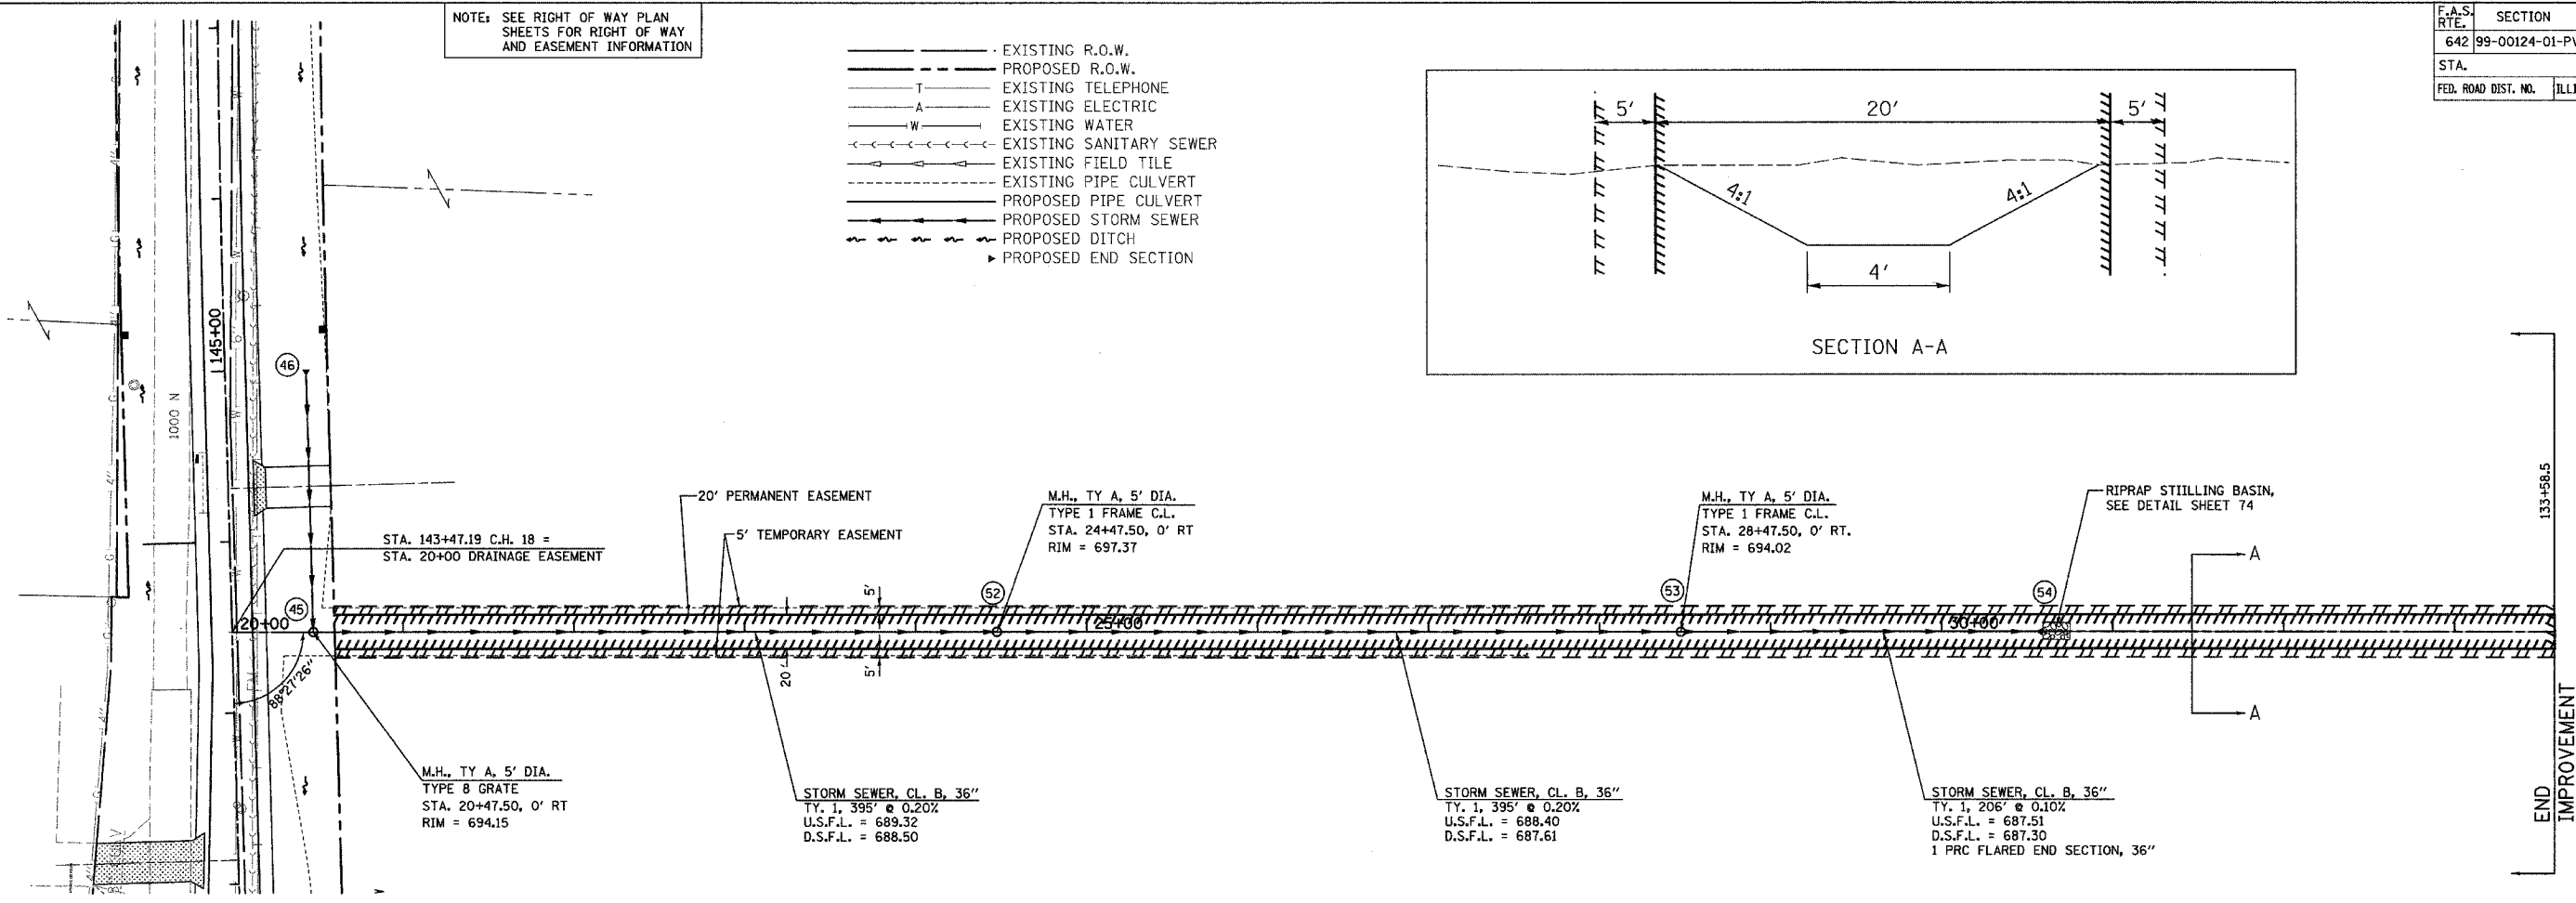 NOTE: SEE RIGHT OF WAY PLAN
SHEETS FOR RIGHT OF WAY
AND EASEMENT INFORMATION
EXISTING R.O.W.
PROPOSED R.O.W.
T EXISTING TELEPHONE
A EXISTING ELECTRIC
W EXISTING WATER
EXISTING SANITARY SEWER
EXISTING FIELD TILE
EXISTING PIPE CULVERT
PROPOSED PIPE CULVERT
PROPOSED STORM SEWER
PROPOSED DITCH
PROPOSED END SECTION
F.A.S. RTE. SECTION
642 99-00124-01-PV
STA.
FED. ROAD DIST. NO. ILLI
5' 20' 5'
4:1 4:1
4'
SECTION A-A
145+00
1000 N
46
133+58.5
STA. 143+47.19 C.H. 18 =
STA. 20+00 DRAINAGE EASEMENT
20' PERMANENT EASEMENT
5' TEMPORARY EASEMENT
M.H., TY A, 5' DIA.
TYPE 1 FRAME C.L.
STA. 24+47.50, 0' RT
RIM = 697.37
M.H., TY A, 5' DIA.
TYPE 1 FRAME C.L.
STA. 28+47.50, 0' RT.
RIM = 694.02
RIPRAP STIILLING BASIN,
SEE DETAIL SHEET 74
A
45
5'
52
53
54
20+00
25+00
30+00
88°27'26"
20'
5'
A
M.H., TY A, 5' DIA.
TYPE 8 GRATE
STA. 20+47.50, 0' RT
RIM = 694.15
STORM SEWER, CL. B, 36"
TY. 1, 395' @ 0.20%
U.S.F.L. = 689.32
D.S.F.L. = 688.50
STORM SEWER, CL. B, 36"
TY. 1, 395' @ 0.20%
U.S.F.L. = 688.40
D.S.F.L. = 687.61
STORM SEWER, CL. B, 36"
TY. 1, 206' @ 0.10%
U.S.F.L. = 687.51
D.S.F.L. = 687.30
1 PRC FLARED END SECTION, 36"
END
IMPROVEMENT